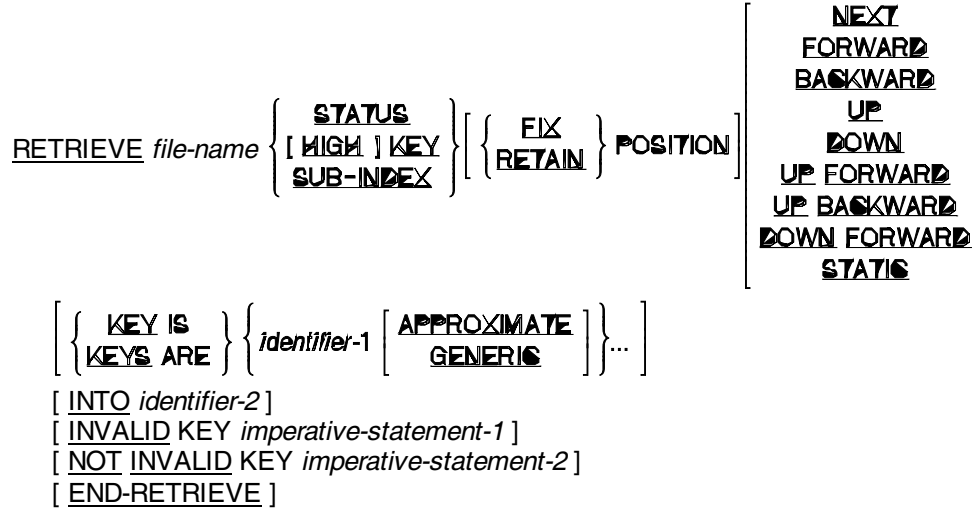 RETRIEVE file-name { STATUS
[ HIGH ] KEY
SUB-INDEX } [ { FIX
RETAIN } POSITION ] [ NEXT
FORWARD
BACKWARD
UP
DOWN
UP FORWARD
UP BACKWARD
DOWN FORWARD
STATIC
[ { KEY IS
KEYS ARE } { identifier-1 [ APPROXIMATE
GENERIC ] }... ]
[ INTO identifier-2 ]
[ INVALID KEY imperative-statement-1 ]
[ NOT INVALID KEY imperative-statement-2 ]
[ END-RETRIEVE ]